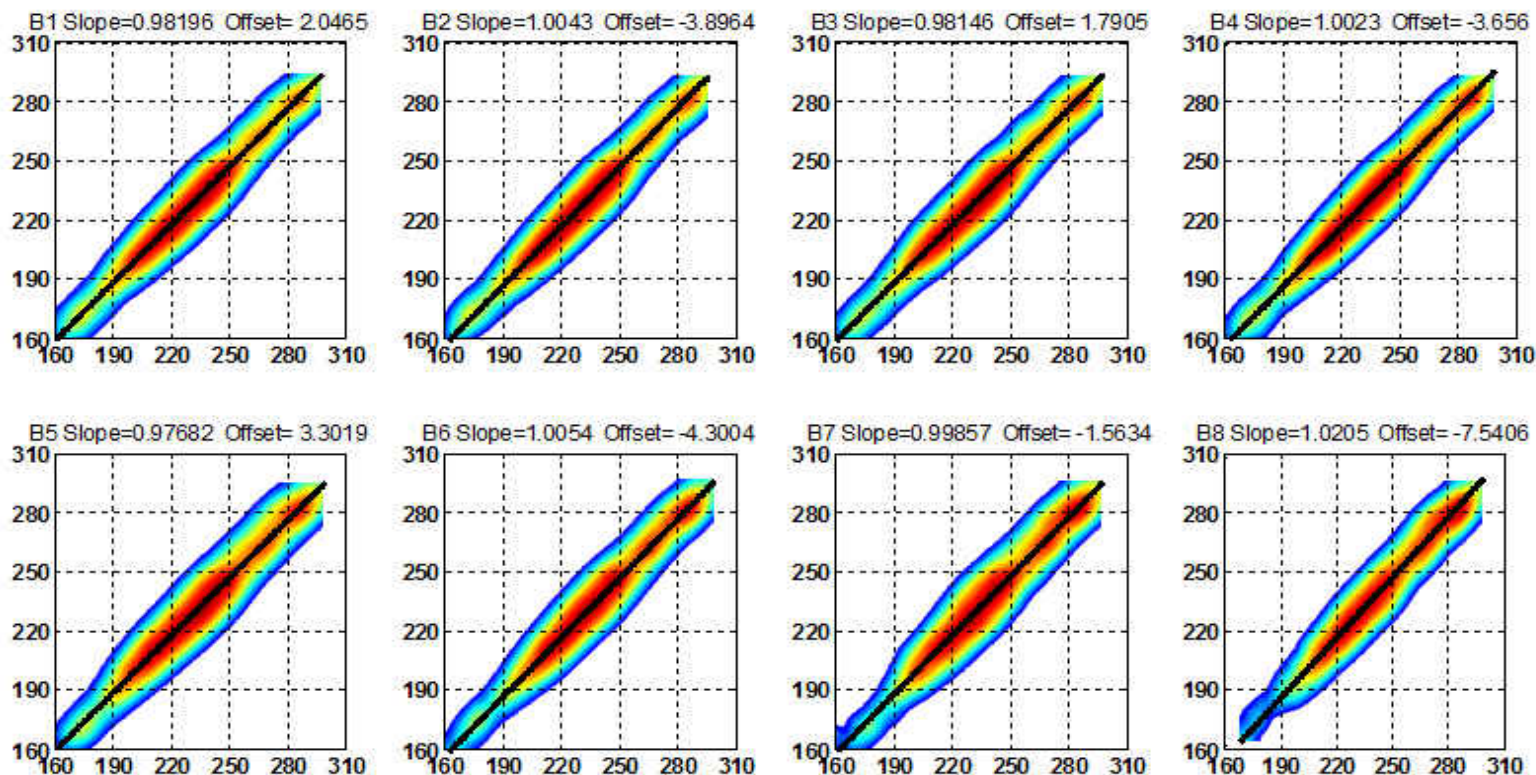 B1 Slope=0.98196 Offset= 2.0465
B2 Slope=1.0043 Offset= -3.8964
B3 Slope=0.98146 Offset= 1.7905
B4 Slope=1.0023 Offset= -3.656
310 310 310 310
280 280 280 280
250 250 250 250
220 220 220 220
190 190 190 190
160 160 160 160
160 190 220 250 280 310 160 190 220 250 280 310 160 190 220 250 280 310 160 190 220 250 280 310
B5 Slope=0.97682 Offset= 3.3019
B6 Slope=1.0054 Offset= -4.3004
B7 Slope=0.99857 Offset= -1.5634
B8 Slope=1.0205 Offset= -7.5406
310 310 310 310
280 280 280 280
250 250 250 250
220 220 220 220
190 190 190 190
160 160 160 160
160 190 220 250 280 310 160 190 220 250 280 310 160 190 220 250 280 310 160 190 220 250 280 310